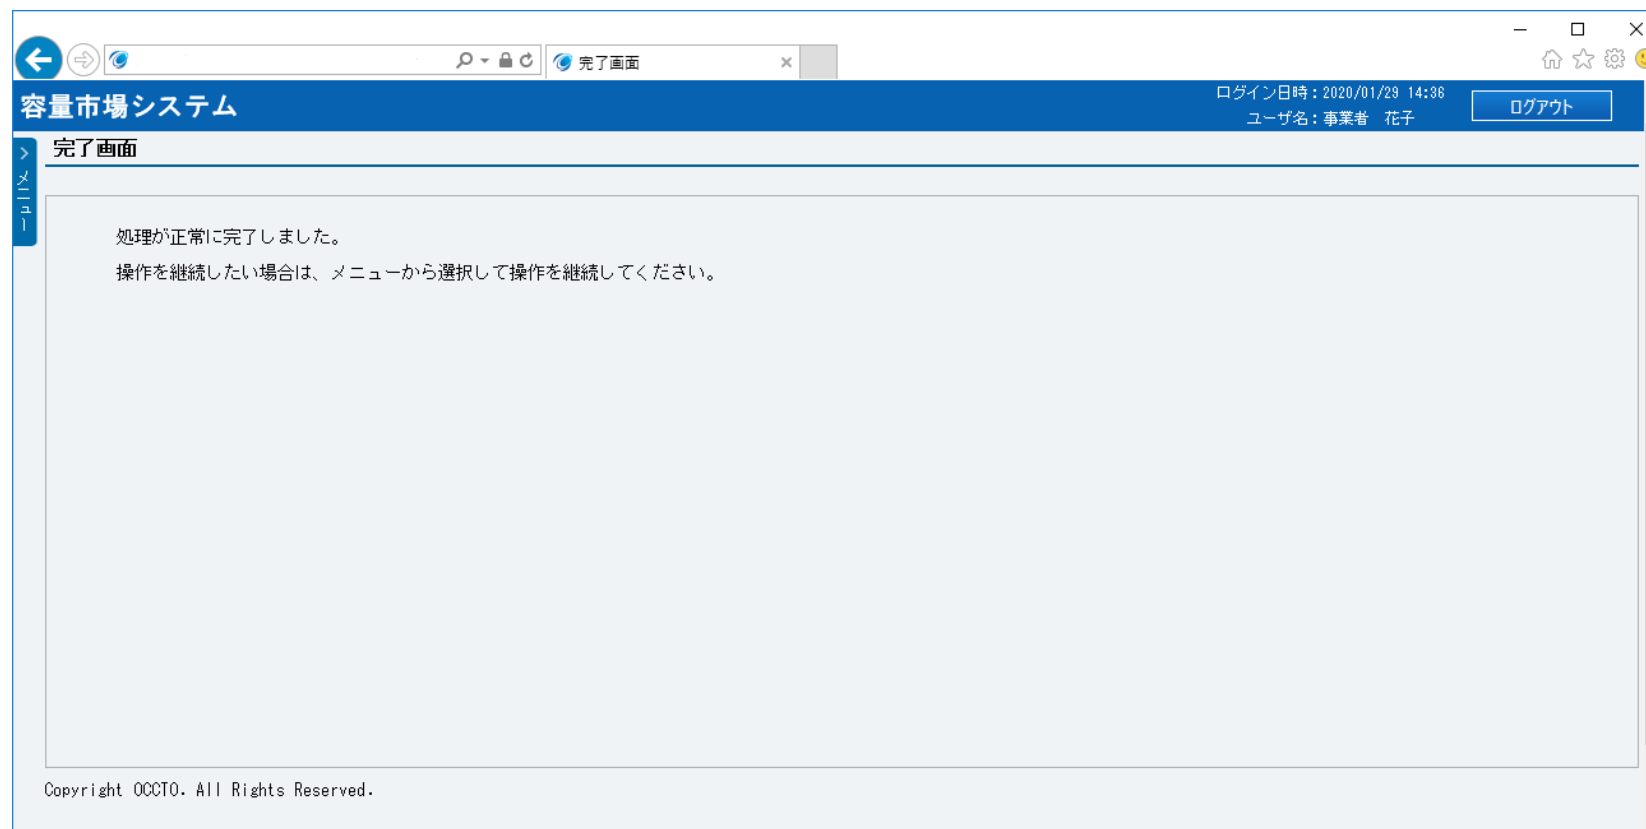 完了画面
容量市場システム
ログイン日時：2020/01/29 14:36
ユーザ名：事業者　花子
ログアウト
完了画面
メニュー
処理が正常に完了しました。
操作を継続したい場合は、メニューから選択して操作を継続してください。
Copyright OCCTO. All Rights Reserved.